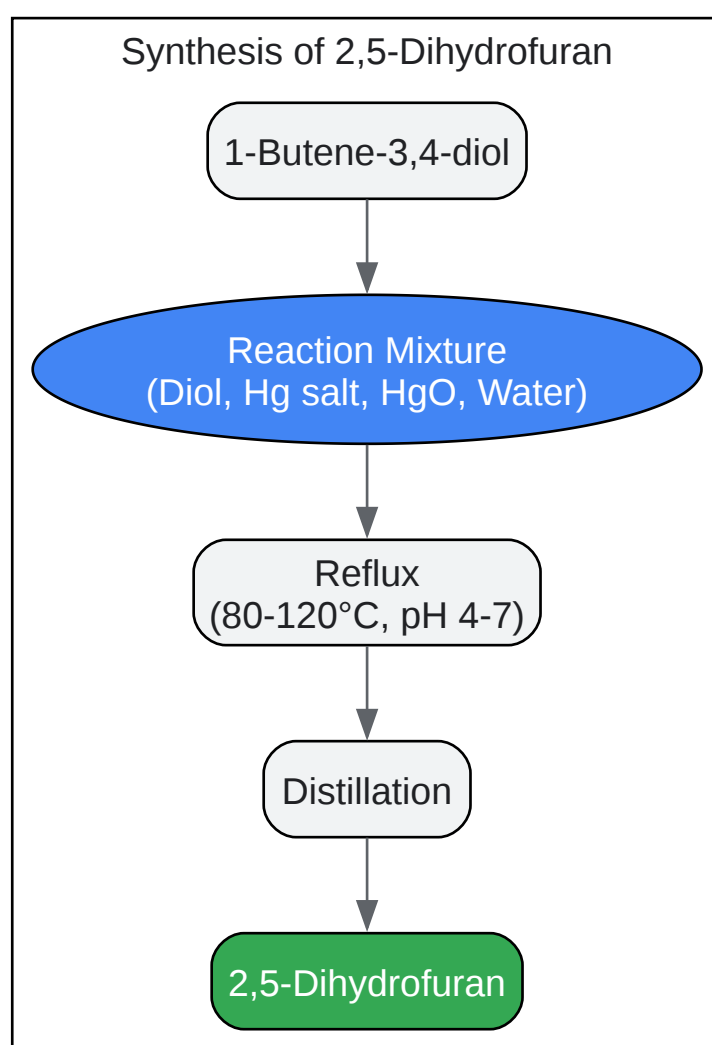 Synthesis of 2,5-Dihydrofuran
1-Butene-3,4-diol
Reaction Mixture
(Diol, Hg salt, HgO, Water)
Reflux
(80-120°C, pH 4-7)
Distillation
2,5-Dihydrofuran